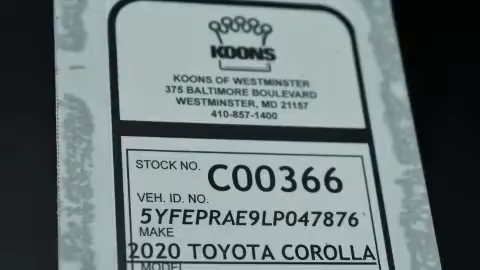 KOONS
KOONS OF WESTMINSTER
375 BALTIMORE BOULEVARD
WESTMINSTER, MD 21157
410-857-1400
STOCK NO. C00366
VEH. ID. NO.
5YFEPRAE9LP047876
MAKE
2020 TOYOTA COROLLA
MODEL